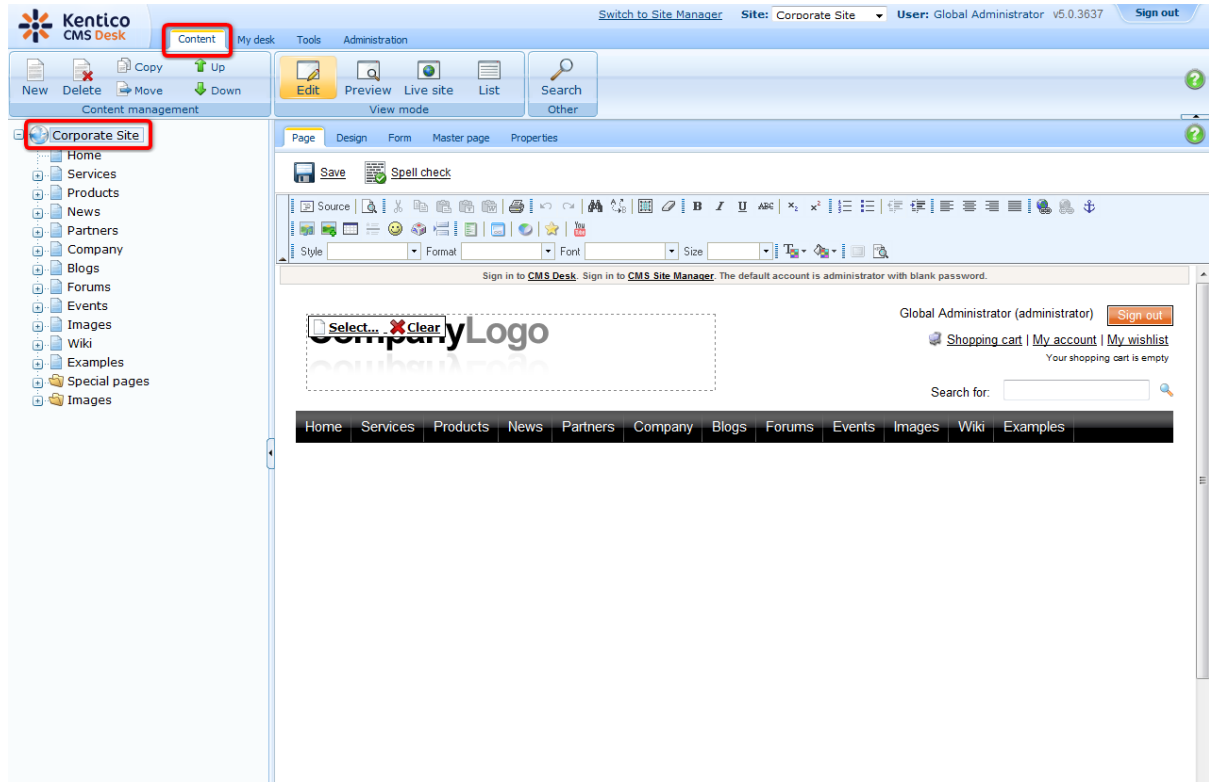 Kentico
CMS Desk
Switch to Site Manager Site: Corporate Site User: Global Administrator v5.0.3637 Sign out
Content My desk Tools Administration
Copy Up
New Delete Move Down
Content management
Edit Preview Live site List
View mode
Search
Other
Corporate Site
Home
Services
Products
News
Partners
Company
Blogs
Forums
Events
Images
Wiki
Examples
Special pages
Images
Page Design Form Master page Properties
Save Spell check
Source B I U ABC x₂ x²
You
Style Format Font Size
Sign in to CMS Desk. Sign in to CMS Site Manager. The default account is administrator with blank password.
Select... Clear
CompanyLogo
Global Administrator (administrator) Sign out
Shopping cart | My account | My wishlist
Your shopping cart is empty
Search for:
Home Services Products News Partners Company Blogs Forums Events Images Wiki Examples